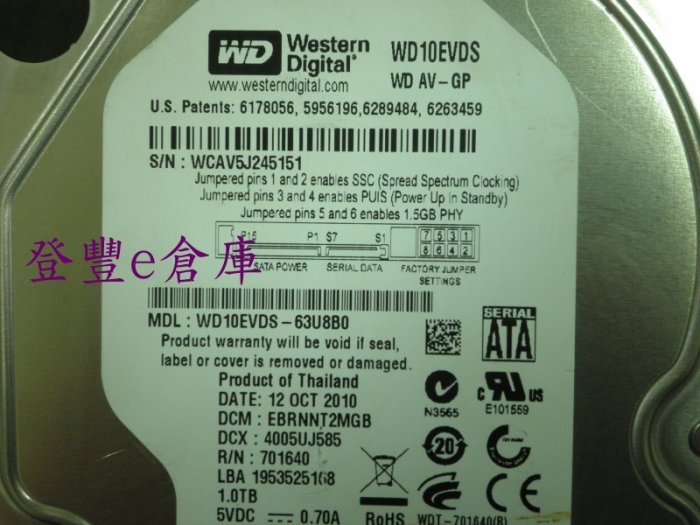 WD Western Digital® WD10EVDS
www.westerndigital.com WD AV-GP
U.S. Patents: 6178056, 5956196,6289484, 6263459
S/N : WCAV5J245151
Jumpered pins 1 and 2 enables SSC (Spread Spectrum Clocking)
Jumpered pins 3 and 4 enables PUIS (Power Up in Standby)
Jumpered pins 5 and 6 enables 1.5GB PHY
P15 P1 S7 S1 7 5 3 1
8 6 4 2
登豐e倉庫
SATA POWER SERIAL DATA FACTORY JUMPER
SETTINGS
MDL : WD10EVDS-63U8B0
Product warranty will be void if seal,
label or cover is removed or damaged.
SERIAL
ATA
Product of Thailand
DATE: 12 OCT 2010
DCM : EBRNNT2MGB
DCX : 4005UJ585
R/N : 701640
LBA 1953525168
1.0TB
5VDC 0.70A
N3565
c RU US
E101559
20
CE
RoHS WDT-701640(B)